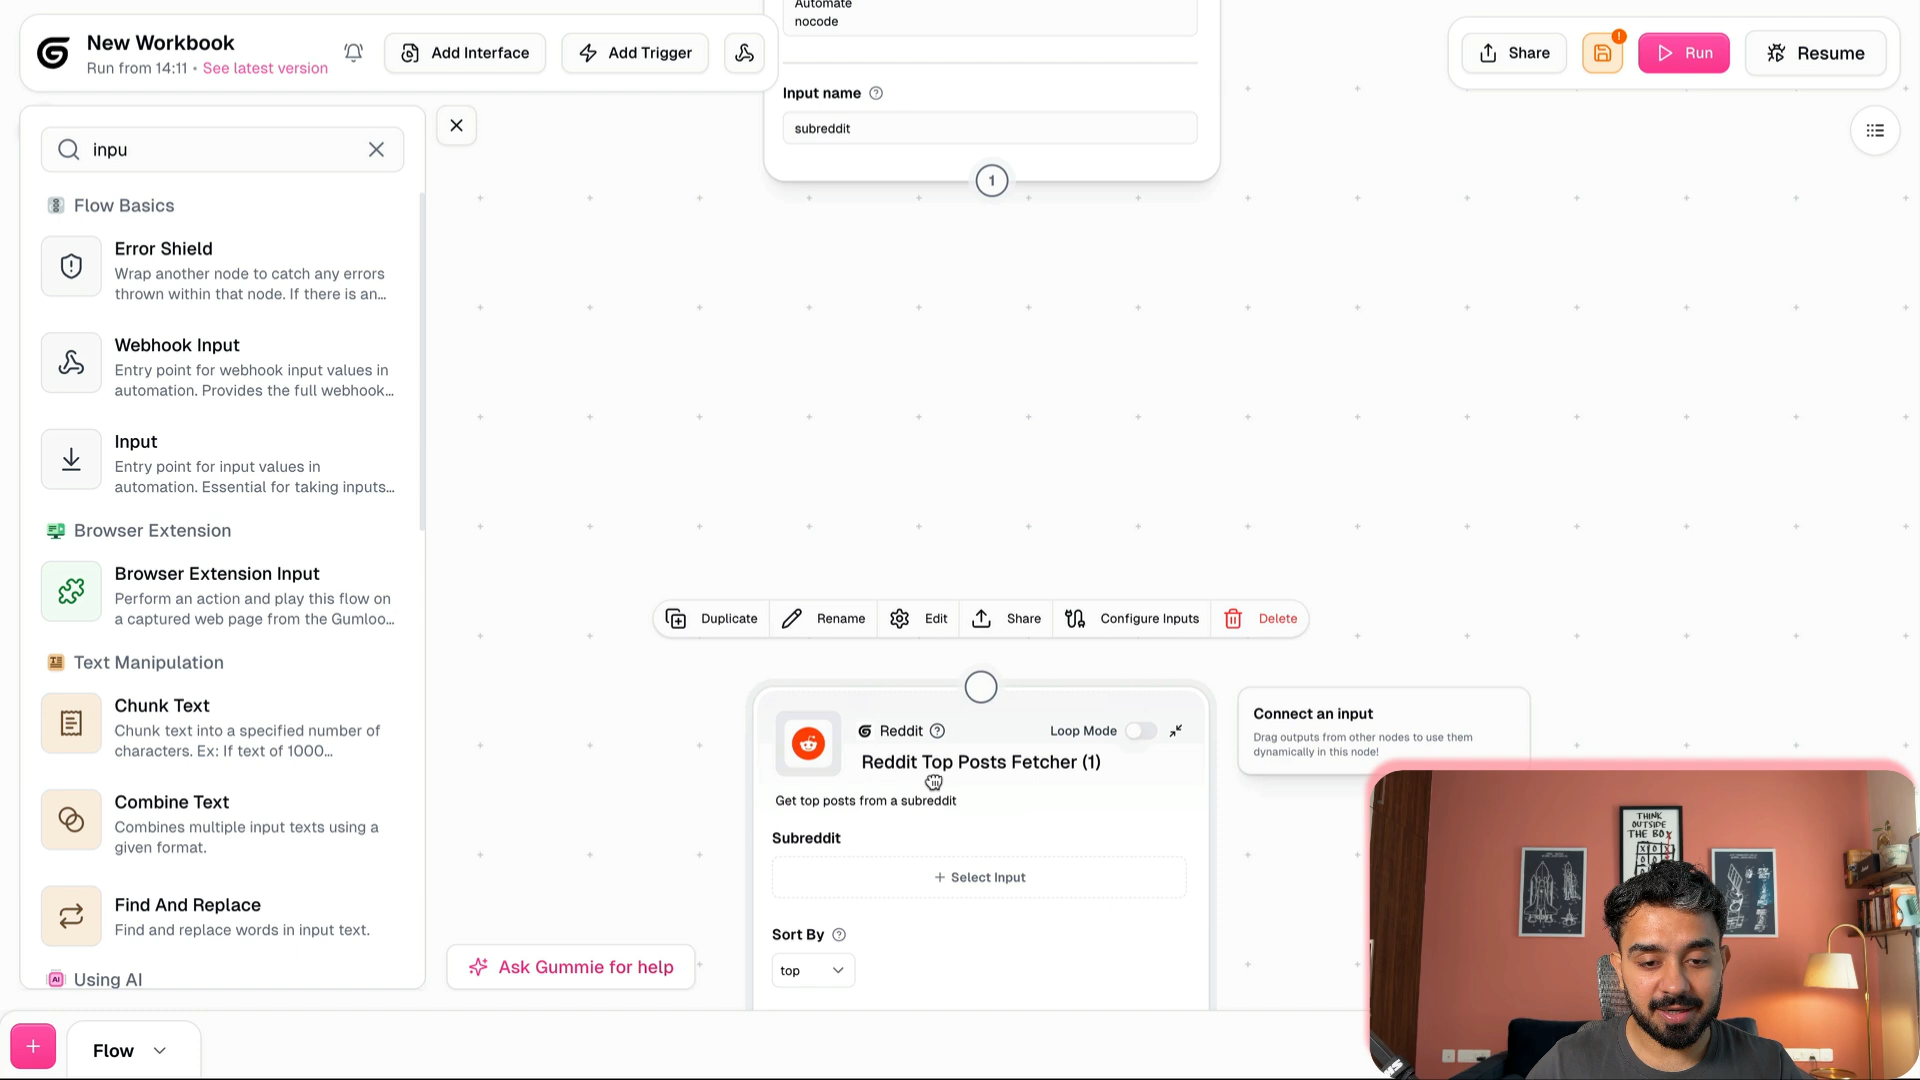 New Workbook
Run from 14:11 • See latest version
Add Interface
Add Trigger
Automate
nocode
Input name
subreddit
1
Share
Run
Resume
inpu
Flow Basics
Error Shield
Wrap another node to catch any errors
thrown within that node. If there is an...
Webhook Input
Entry point for webhook input values in
automation. Provides the full webhook...
Input
Entry point for input values in
automation. Essential for taking inputs...
Browser Extension
Browser Extension Input
Perform an action and play this flow on
a captured web page from the Gumloo...
Text Manipulation
Chunk Text
Chunk text into a specified number of
characters. Ex: If text of 1000...
Combine Text
Combines multiple input texts using a
given format.
Find And Replace
Find and replace words in input text.
AI Using AI
Duplicate
Rename
Edit
Share
Configure Inputs
Delete
Reddit
Loop Mode
Reddit Top Posts Fetcher (1)
Get top posts from a subreddit
Subreddit
+ Select Input
Sort By
top
Connect an input
Drag outputs from other nodes to use them
dynamically in this node!
Ask Gummie for help
Flow
THINK
OUTSIDE
THE BOX